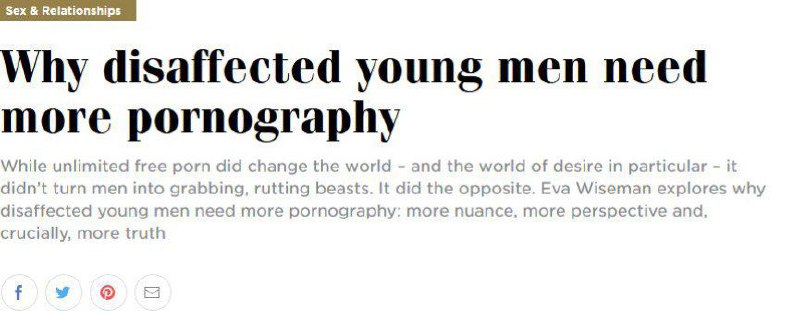 Sex & Relationships
Why disaffected young men need
more pornography
While unlimited free porn did change the world – and the world of desire in particular – it
didn't turn men into grabbing, rutting beasts. It did the opposite. Eva Wiseman explores why
disaffected young men need more pornography: more nuance, more perspective and,
crucially, more truth